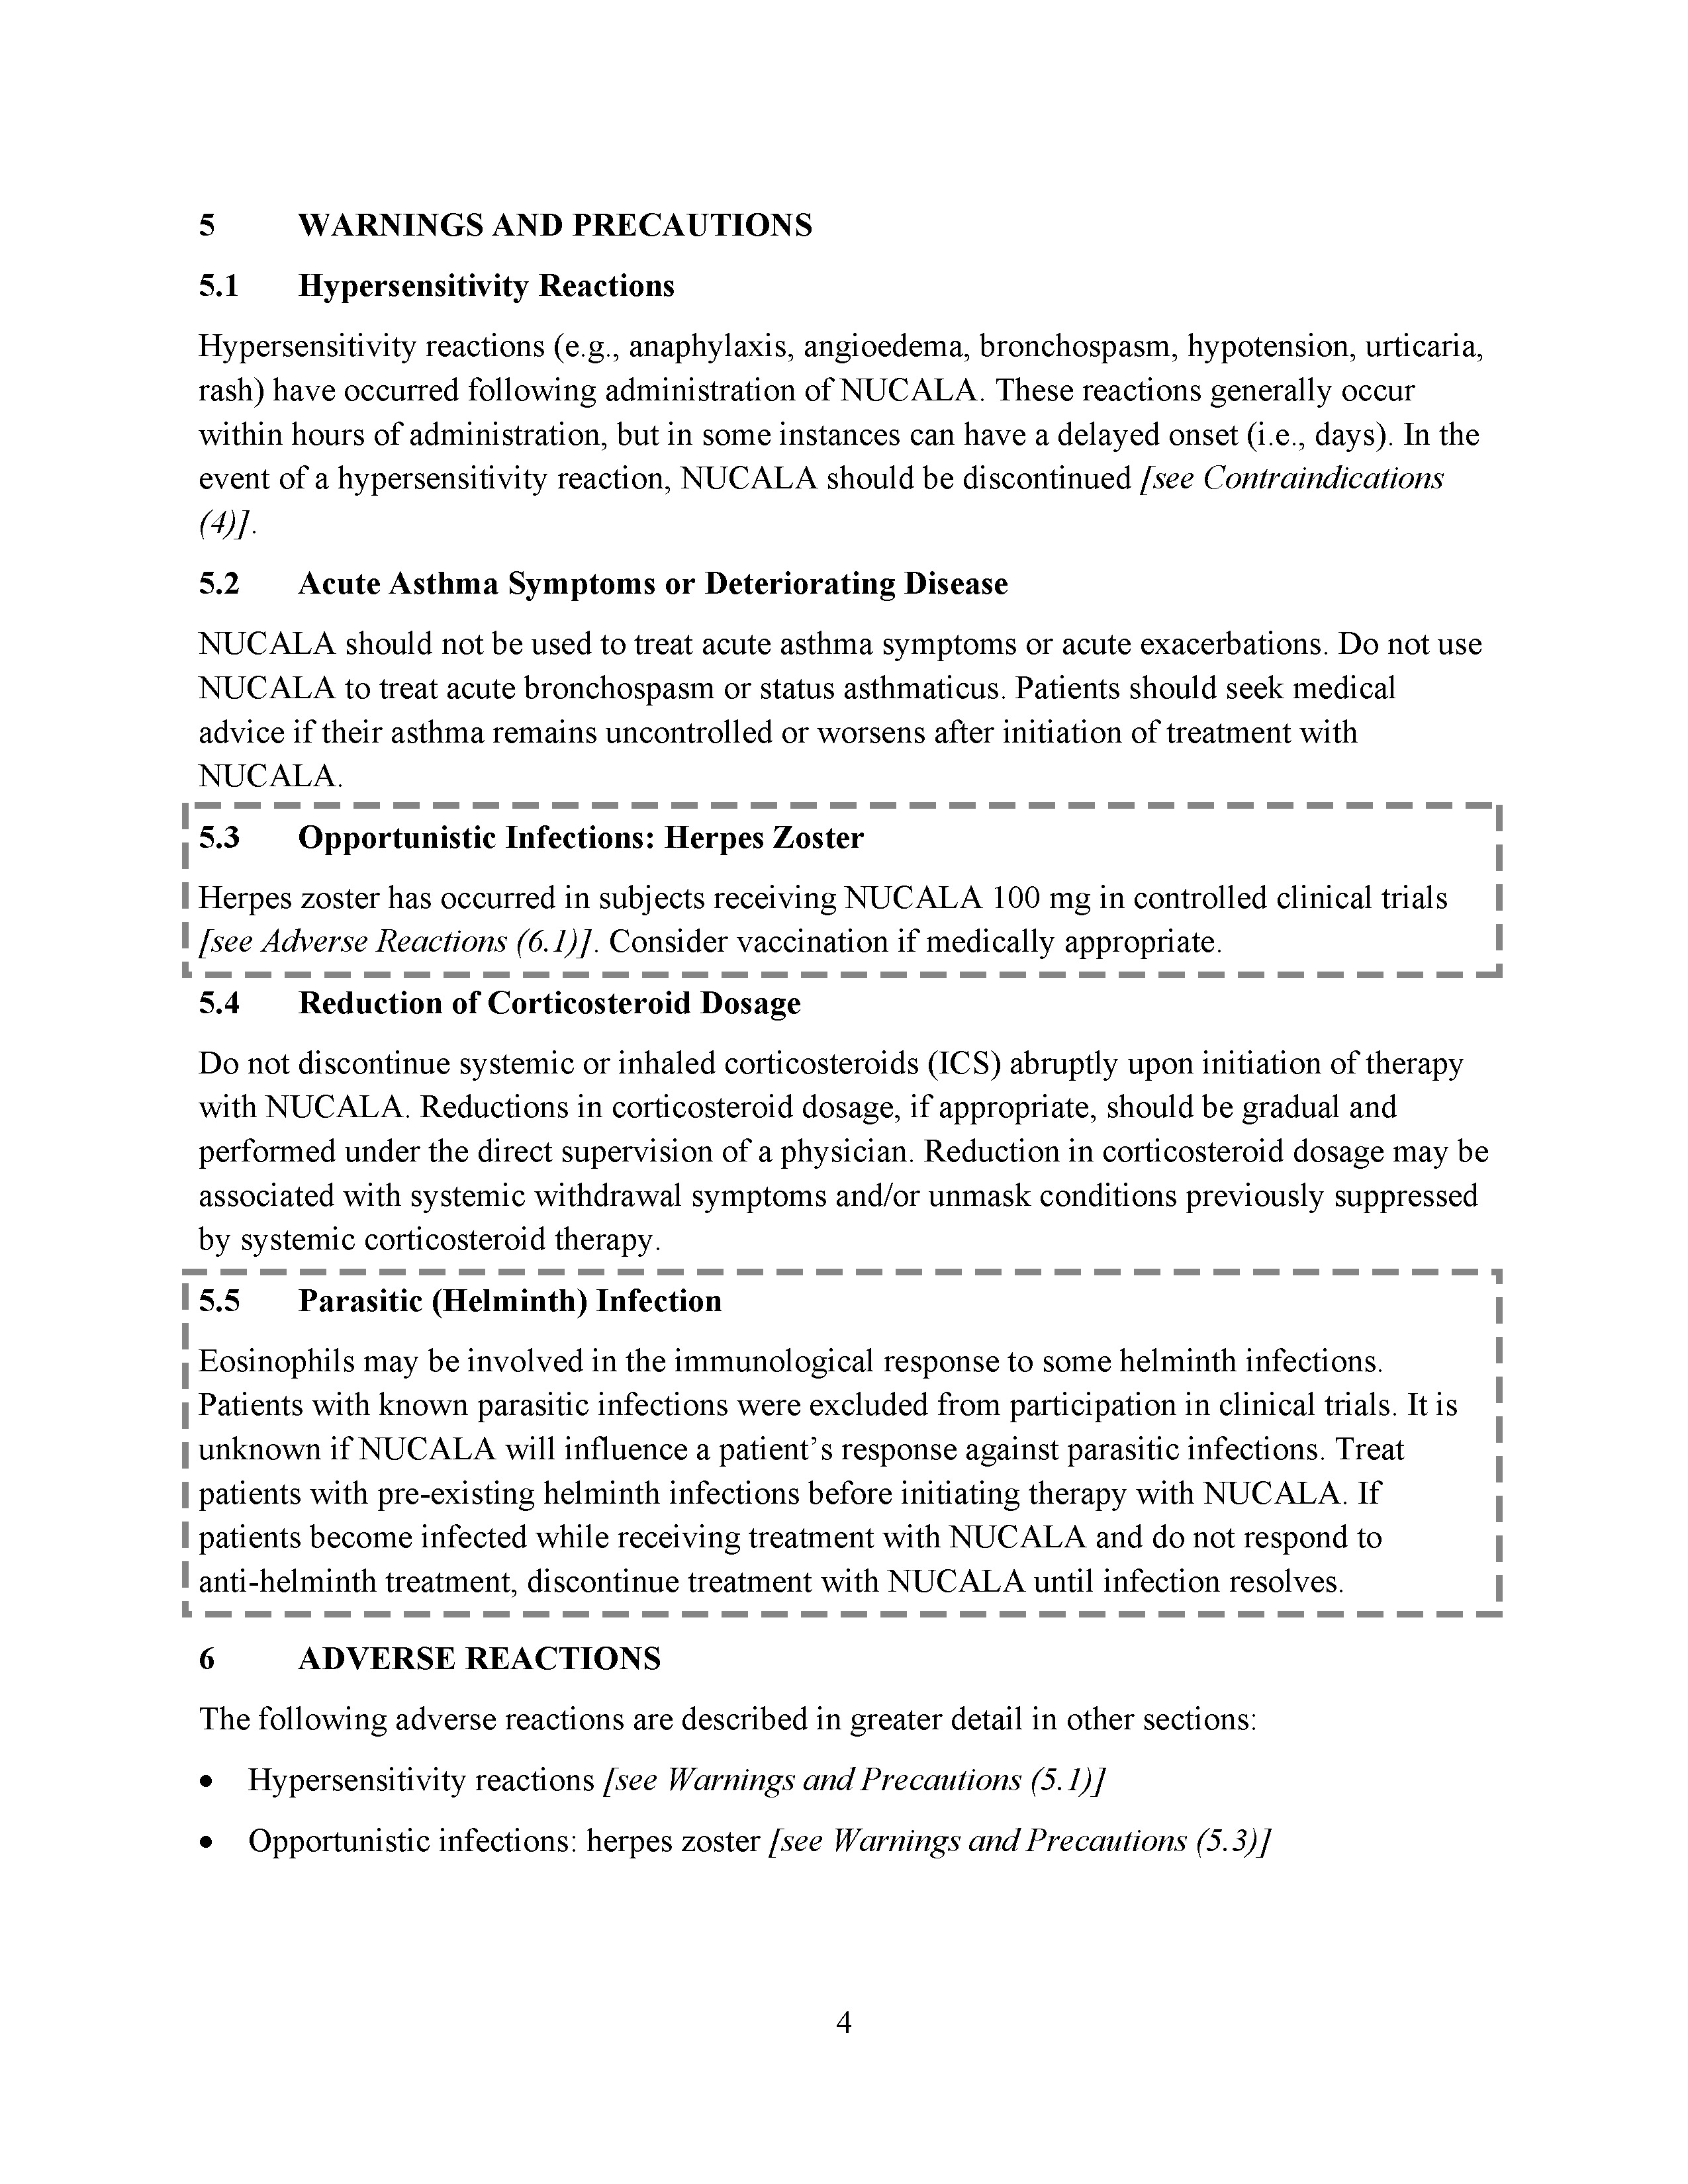 5 WARNINGS AND PRECAUTIONS
5.1 Hypersensitivity Reactions
Hypersensitivity reactions (e.g., anaphylaxis, angioedema, bronchospasm, hypotension, urticaria,
rash) have occurred following administration of NUCALA. These reactions generally occur
within hours of administration, but in some instances can have a delayed onset (i.e., days). In the
event of a hypersensitivity reaction, NUCALA should be discontinued [see Contraindications
(4)].
5.2 Acute Asthma Symptoms or Deteriorating Disease
NUCALA should not be used to treat acute asthma symptoms or acute exacerbations. Do not use
NUCALA to treat acute bronchospasm or status asthmaticus. Patients should seek medical
advice if their asthma remains uncontrolled or worsens after initiation of treatment with
NUCALA.
5.3 Opportunistic Infections: Herpes Zoster
Herpes zoster has occurred in subjects receiving NUCALA 100 mg in controlled clinical trials
[see Adverse Reactions (6.1)]. Consider vaccination if medically appropriate.
5.4 Reduction of Corticosteroid Dosage
Do not discontinue systemic or inhaled corticosteroids (ICS) abruptly upon initiation of therapy
with NUCALA. Reductions in corticosteroid dosage, if appropriate, should be gradual and
performed under the direct supervision of a physician. Reduction in corticosteroid dosage may be
associated with systemic withdrawal symptoms and/or unmask conditions previously suppressed
by systemic corticosteroid therapy.
5.5 Parasitic (Helminth) Infection
Eosinophils may be involved in the immunological response to some helminth infections.
Patients with known parasitic infections were excluded from participation in clinical trials. It is
unknown if NUCALA will influence a patient’s response against parasitic infections. Treat
patients with pre-existing helminth infections before initiating therapy with NUCALA. If
patients become infected while receiving treatment with NUCALA and do not respond to
anti-helminth treatment, discontinue treatment with NUCALA until infection resolves.
6 ADVERSE REACTIONS
The following adverse reactions are described in greater detail in other sections:
• Hypersensitivity reactions [see Warnings and Precautions (5.1)]
• Opportunistic infections: herpes zoster [see Warnings and Precautions (5.3)]
4